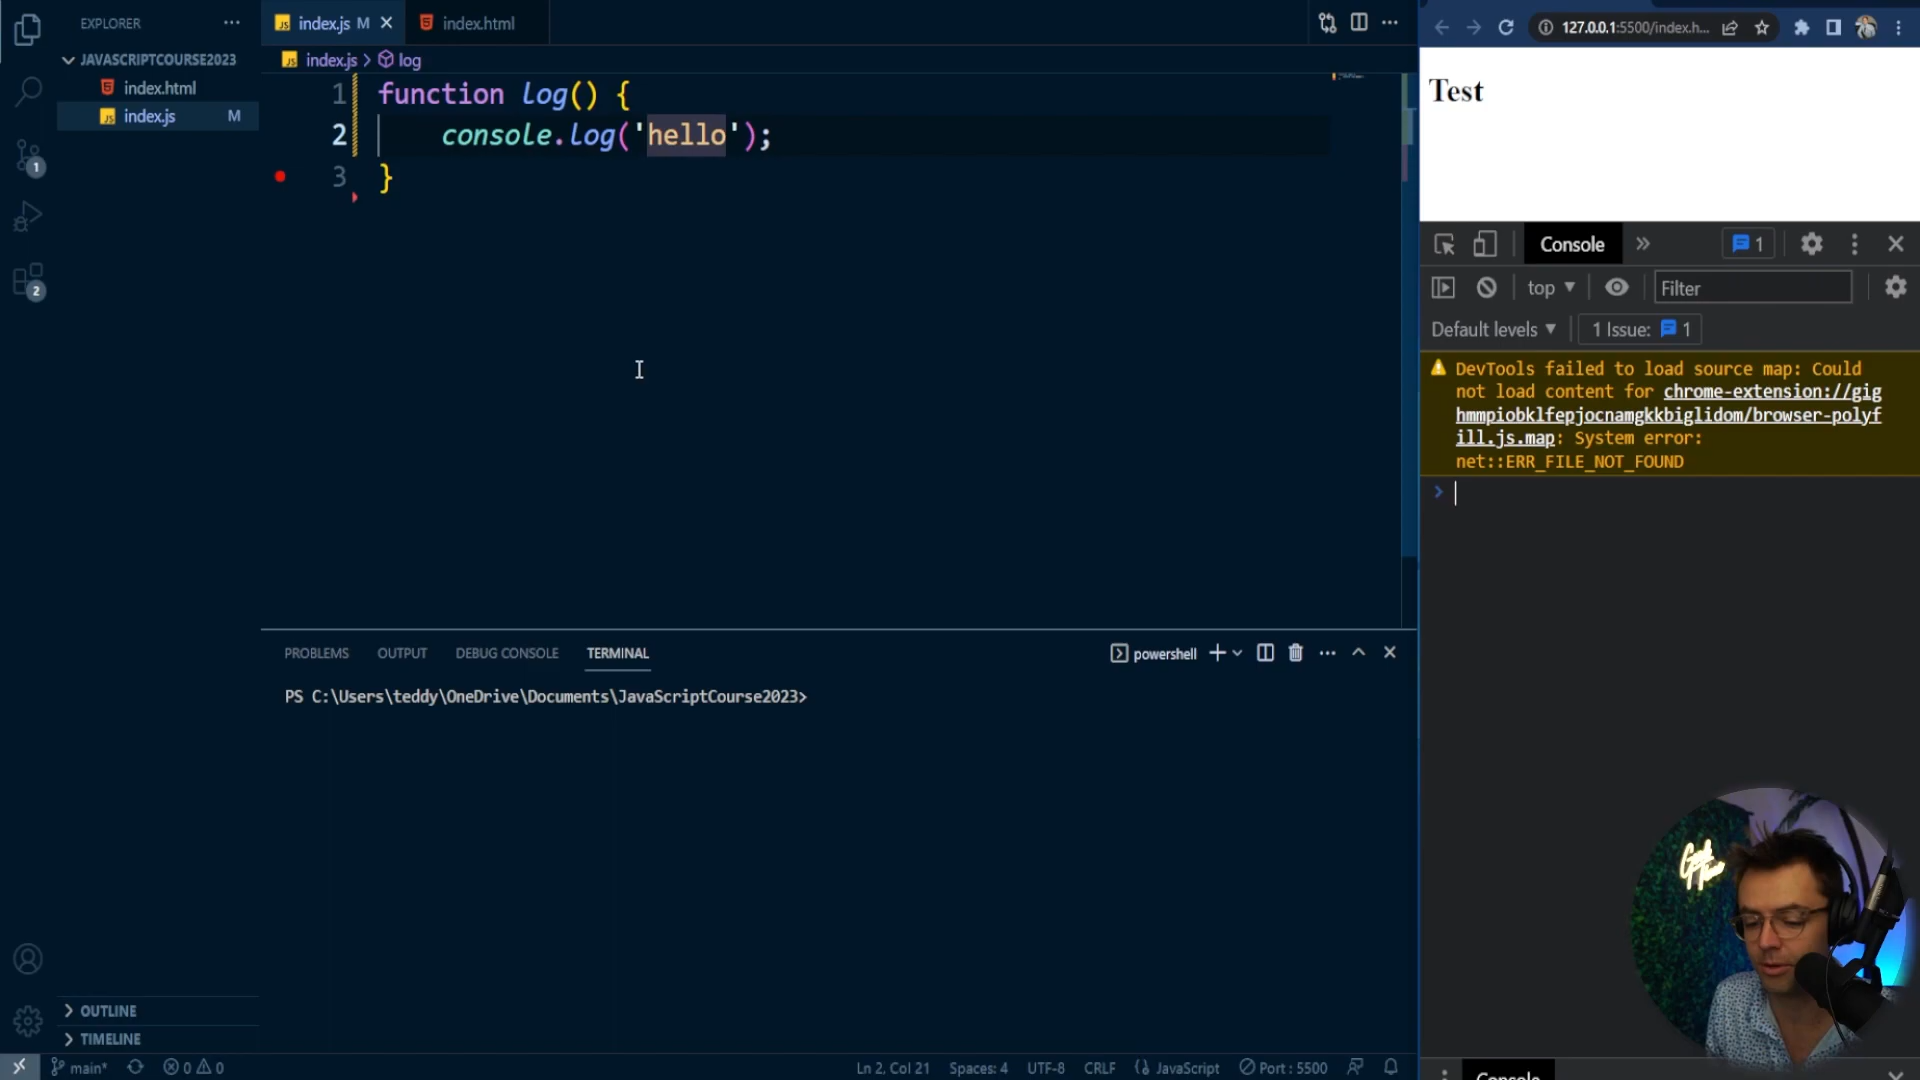 EXPLORER
JAVASCRIPTCOURSE2023
index.html
index.js M
1
2
OUTLINE
TIMELINE
index.js M
index.html
index.js > log
1 function log() {
2 console.log('hello');
3 }
PROBLEMS OUTPUT DEBUG CONSOLE TERMINAL
powershell
PS C:\Users\teddy\OneDrive\Documents\JavaScriptCourse2023>
main* 0 0
Ln 2, Col 21 Spaces: 4 UTF-8 CRLF JavaScript Port : 5500
127.0.0.1:5500/index.h...
Test
Console 1
top Filter
Default levels 1 Issue: 1
DevTools failed to load source map: Could
not load content for chrome-extension://gig
hmmpiobklfepjocnamgkkbiglidom/browser-polyf
ill.js.map: System error:
net::ERR_FILE_NOT_FOUND
Console